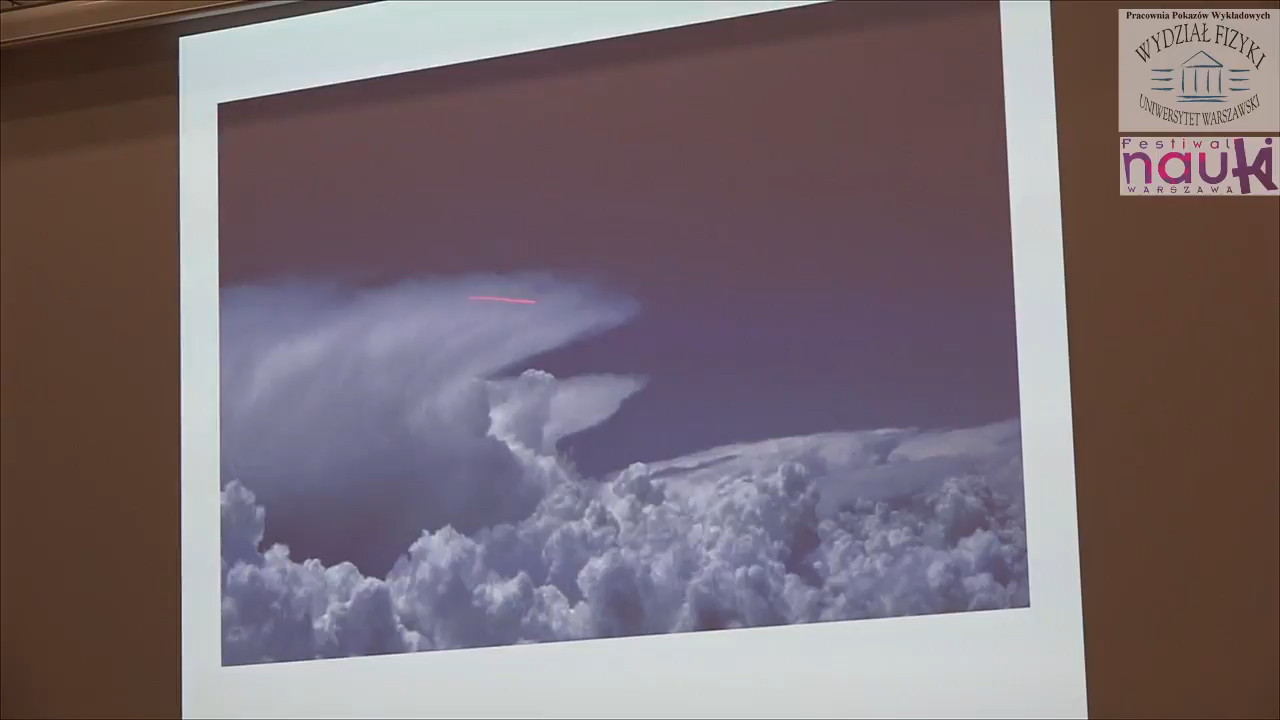 Pracownia Pokazów Wykładowych
WYDZIAŁ FIZYKI
UNIWERSYTET WARSZAWSKI
Festiwal
nauki
WARSZAWA